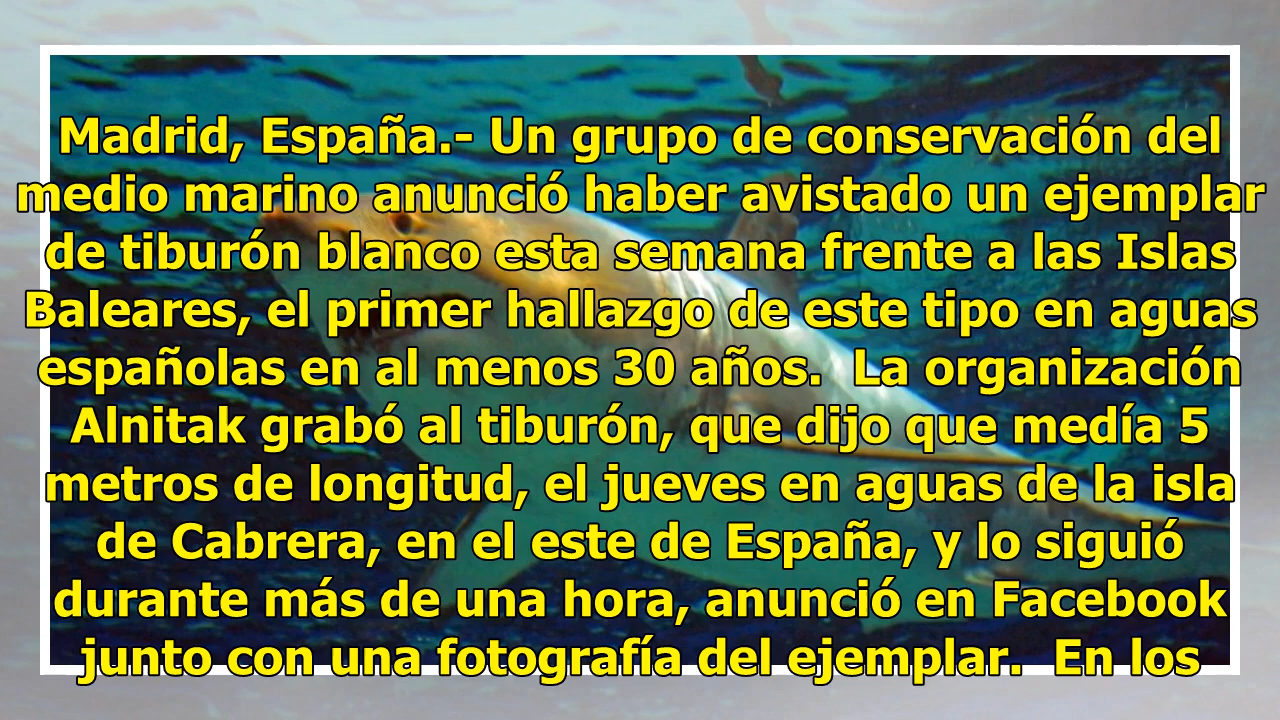 Madrid, España.- Un grupo de conservación del
medio marino anunció haber avistado un ejemplar
de tiburón blanco esta semana frente a las Islas
Baleares, el primer hallazgo de este tipo en aguas
españolas en al menos 30 años.  La organización
Alnitak grabó al tiburón, que dijo que medía 5
metros de longitud, el jueves en aguas de la isla
de Cabrera, en el este de España, y lo siguió
durante más de una hora, anunció en Facebook
junto con una fotografía del ejemplar.  En los